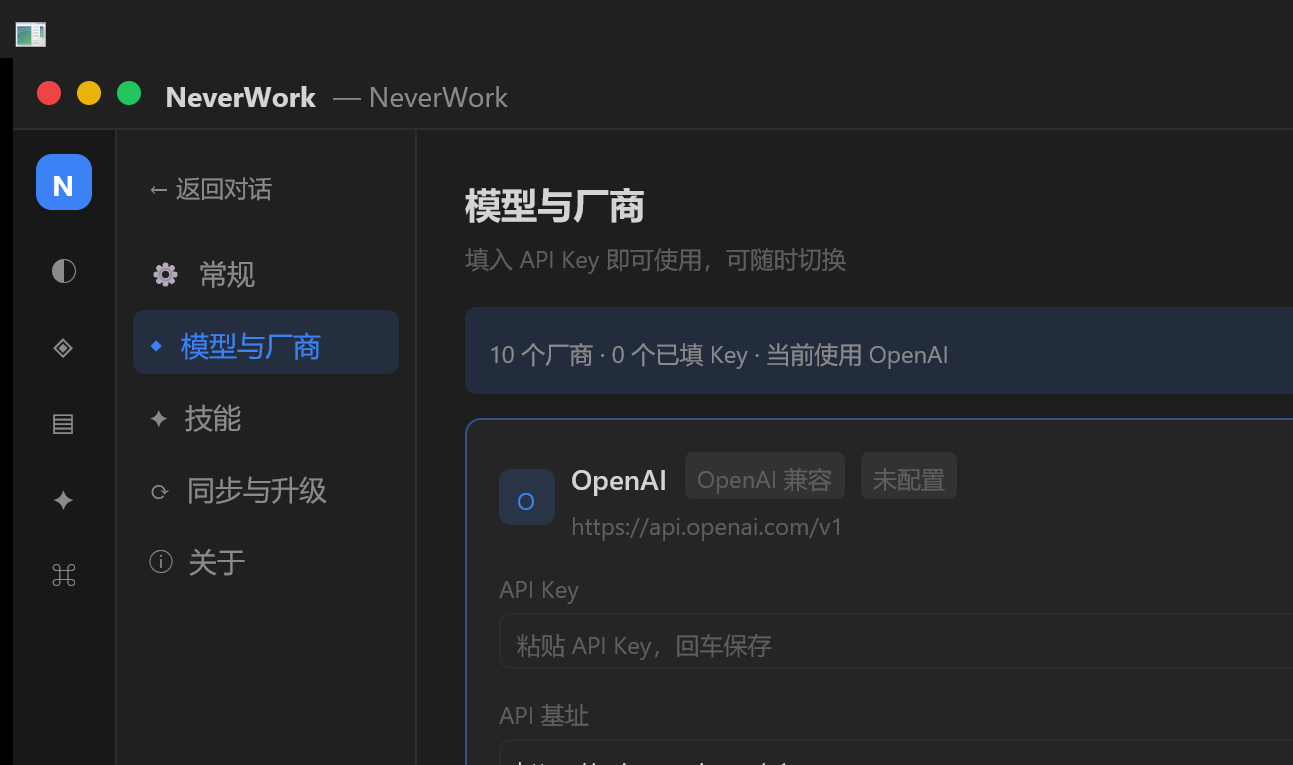 NeverWork — NeverWork
N
← 返回对话
常规
模型与厂商
技能
同步与升级
关于
模型与厂商
填入 API Key 即可使用，可随时切换
10 个厂商 · 0 个已填 Key · 当前使用 OpenAI
O
OpenAI OpenAI 兼容 未配置
https://api.openai.com/v1
API Key
粘贴 API Key，回车保存
API 基址